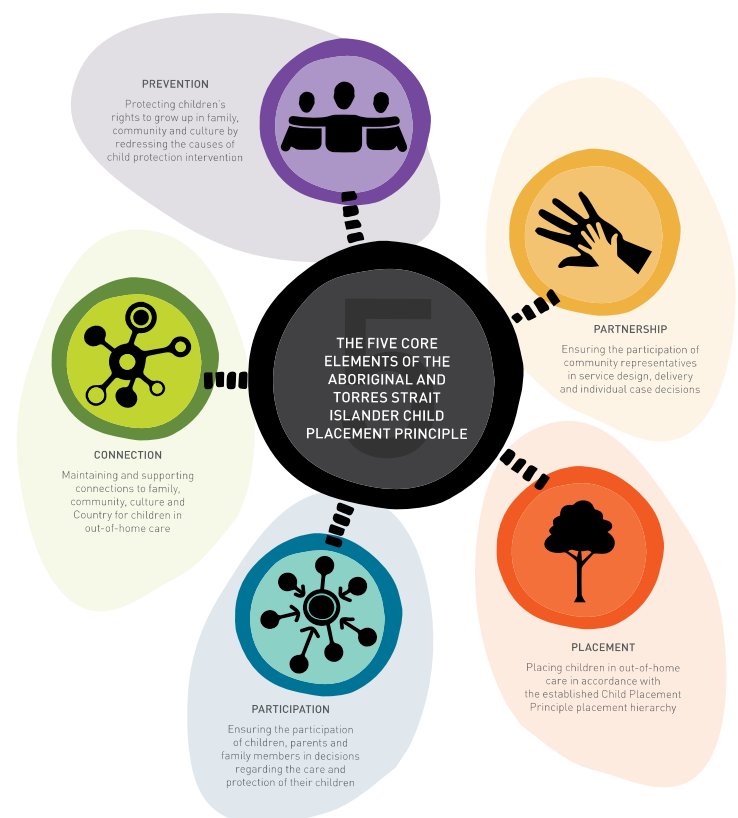 PREVENTION
Protecting children's
rights to grow up in family,
community and culture by
redressing the causes of
child protection intervention
PARTNERSHIP
Ensuring the participation of
community representatives
in service design, delivery
and individual case decisions
5
THE FIVE CORE
ELEMENTS OF THE
ABORIGINAL AND
TORRES STRAIT
ISLANDER CHILD
PLACEMENT PRINCIPLE
CONNECTION
Maintaining and supporting
connections to family,
community, culture and
Country for children in
out-of-home care
PLACEMENT
Placing children in out-of-home
care in accordance with
the established Child Placement
Principle placement hierarchy
PARTICIPATION
Ensuring the participation
of children, parents and
family members in decisions
regarding the care and
protection of their children